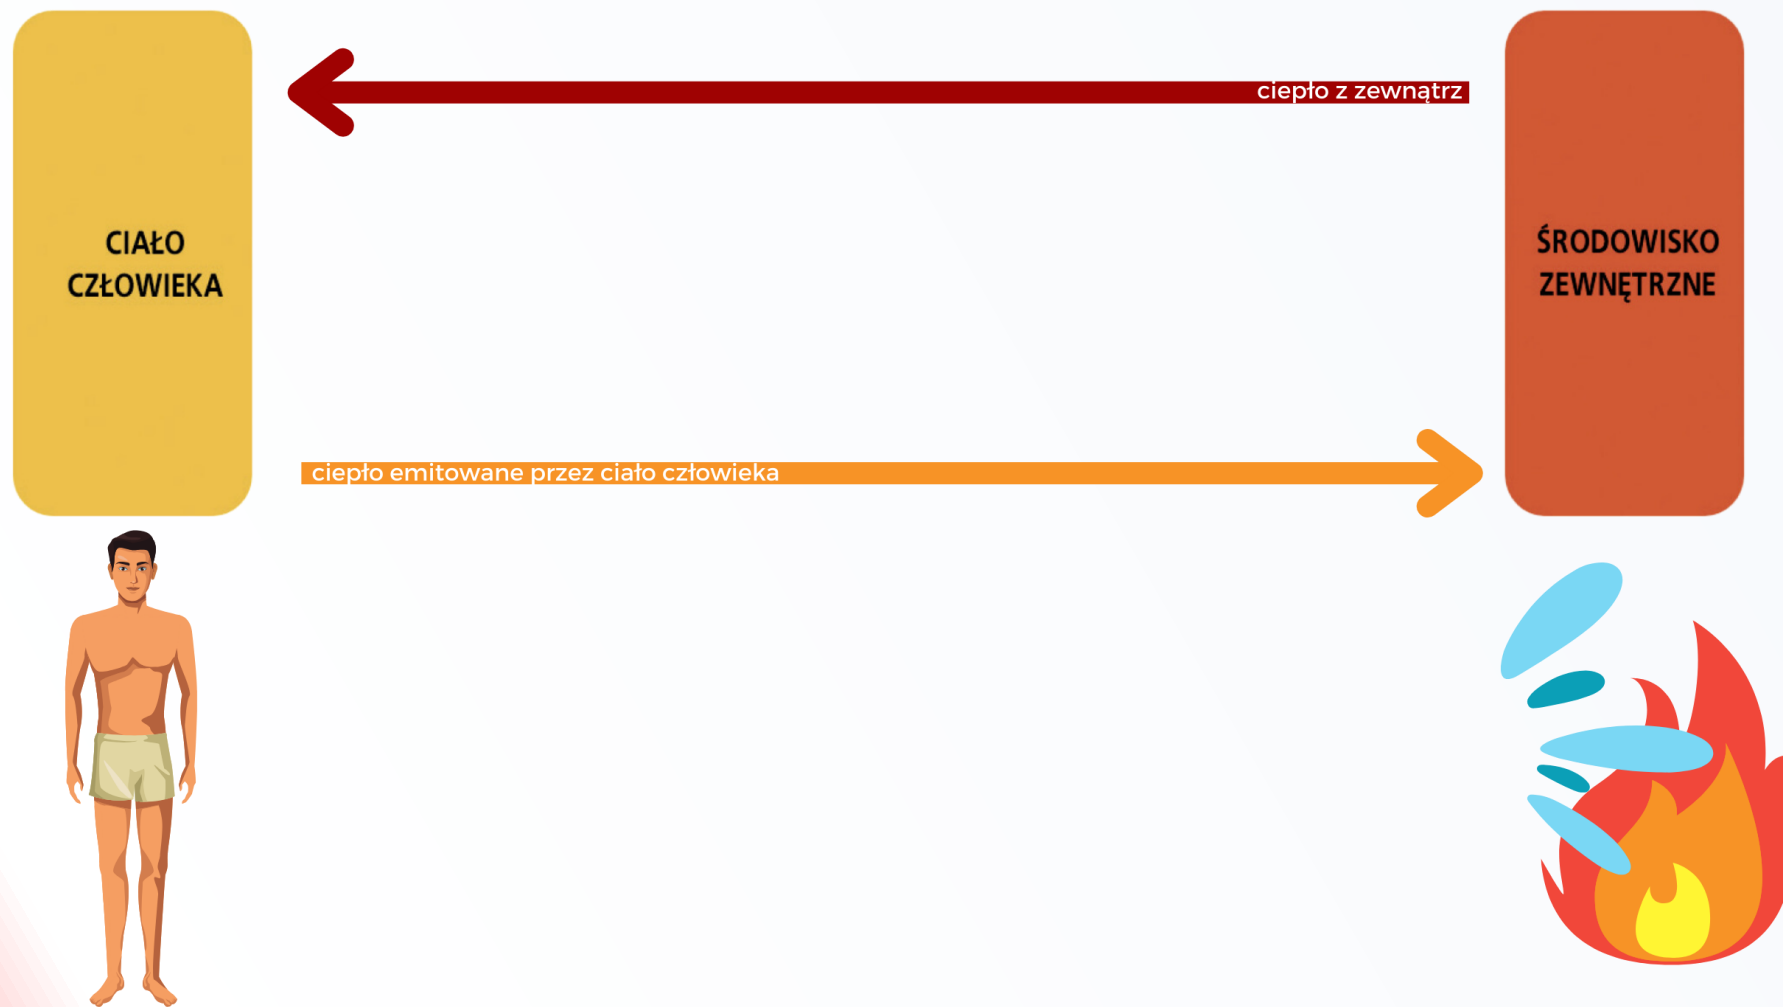 ciepło z zewnątrz
CIAŁO
CZŁOWIEKA
ŚRODOWISKO
ZEWNĘTRZNE
ciepło emitowane przez ciało człowieka